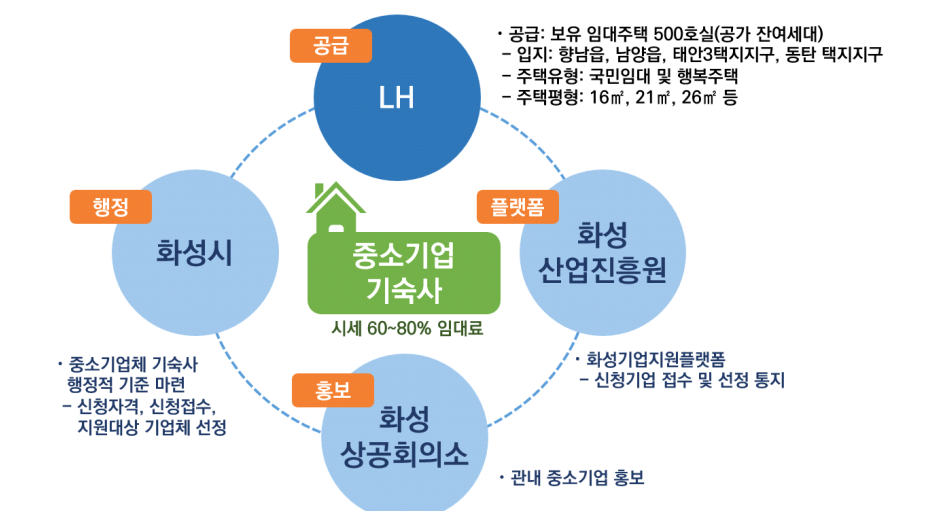 공급
LH
· 공급: 보유 임대주택 500호실(공가 잔여세대)
- 입지: 향남읍, 남양읍, 태안3택지지구, 동탄 택지지구
- 주택유형: 국민임대 및 행복주택
- 주택평형: 16㎡, 21㎡, 26㎡ 등
행정
화성시
플랫폼
화성
산업진흥원
중소기업
기숙사
시세 60~80% 임대료
· 중소기업체 기숙사
행정적 기준 마련
- 신청자격, 신청접수,
지원대상 기업체 선정
· 화성기업지원플랫폼
- 신청기업 접수 및 선정 통지
홍보
화성
상공회의소
· 관내 중소기업 홍보